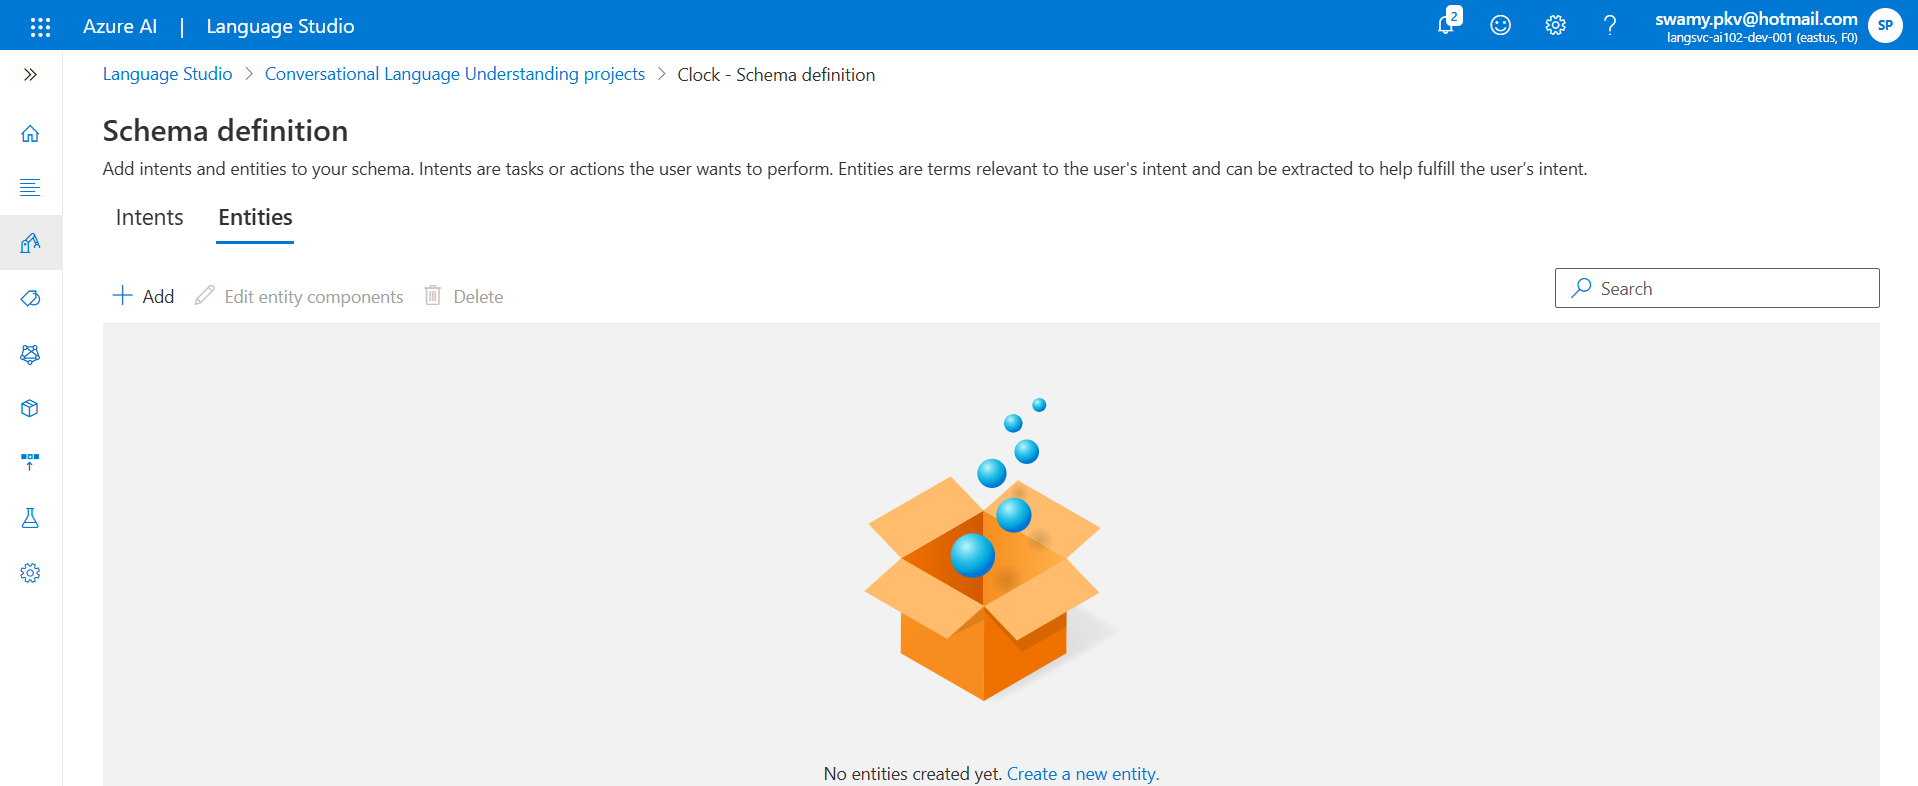 Azure AI | Language Studio
2
swamy.pkv@hotmail.com
langsvc-ai102-dev-001 (eastus, F0)
SP
Language Studio > Conversational Language Understanding projects > Clock - Schema definition
Schema definition
Add intents and entities to your schema. Intents are tasks or actions the user wants to perform. Entities are terms relevant to the user's intent and can be extracted to help fulfill the user’s intent.
Intents Entities
Add Edit entity components Delete
Search
No entities created yet. Create a new entity.